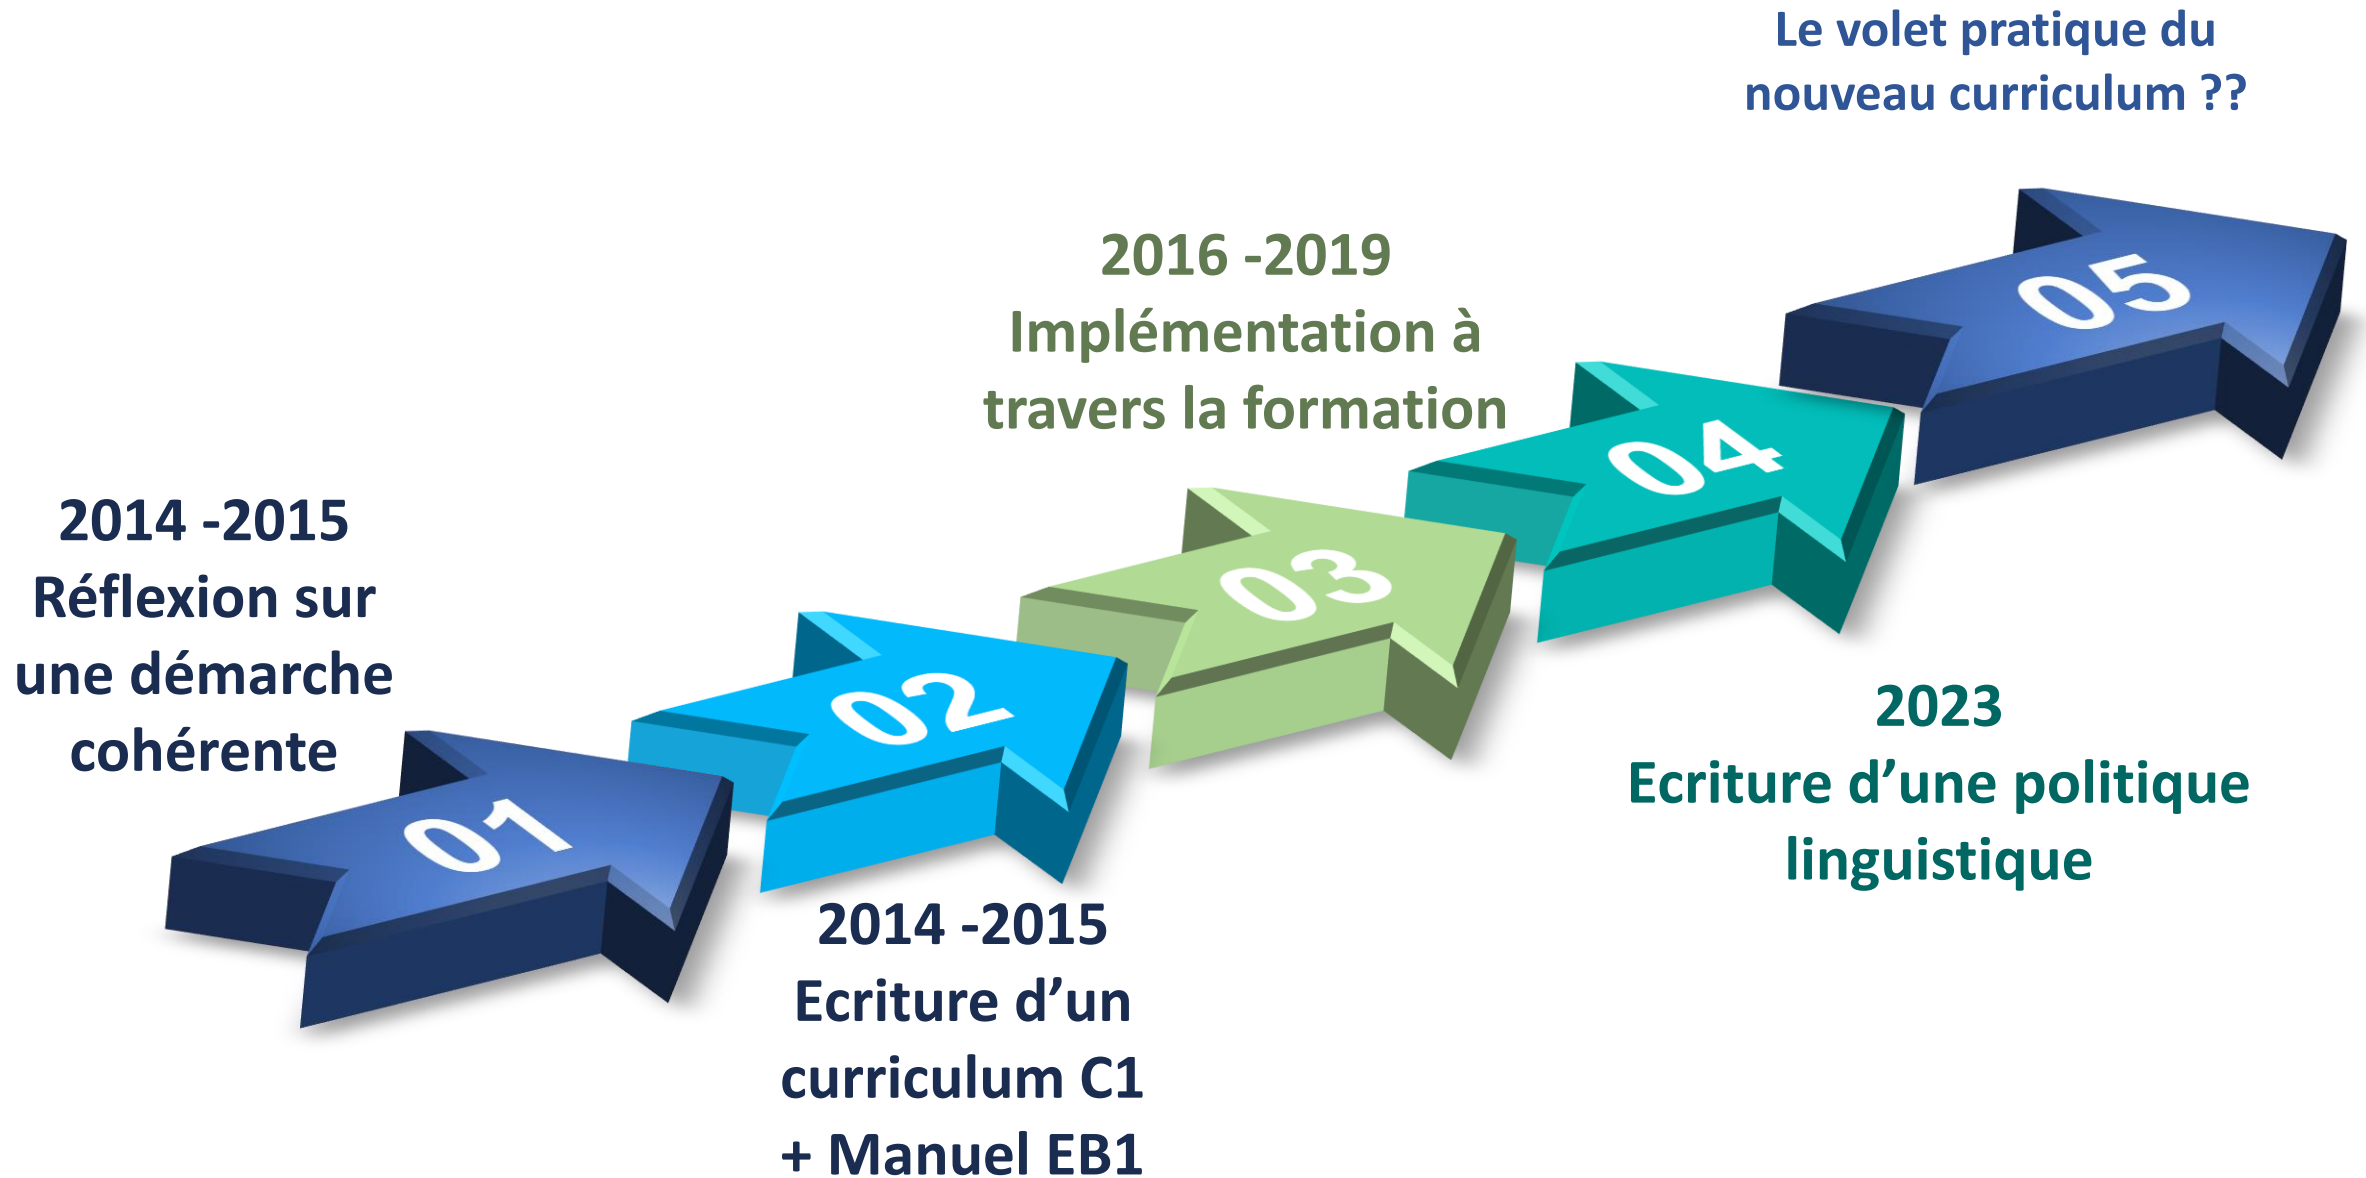 2014 -2015
Réflexion sur
une démarche
cohérente
01
2014 -2015
Ecriture d’un
curriculum C1
+ Manuel EB1
02
2016 -2019
Implémentation à
travers la formation
03
2023
Ecriture d’une politique
linguistique
04
Le volet pratique du
nouveau curriculum ??
05